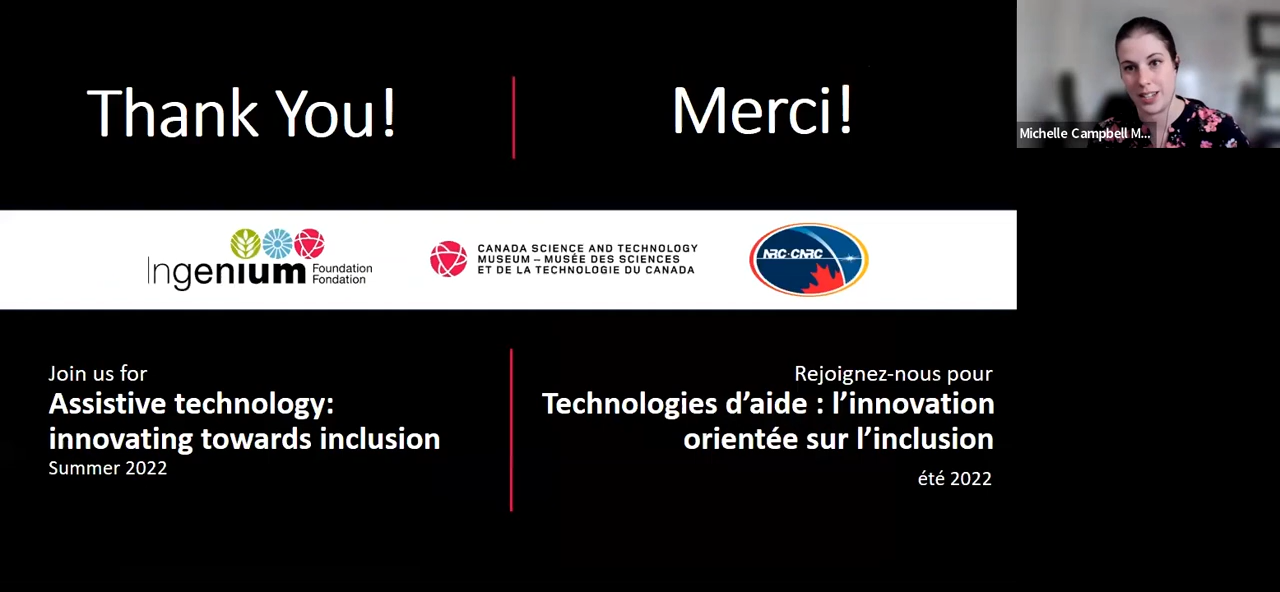 Thank You!
Merci!
Michelle Campbell M...
Ingenium Foundation
Fondation
CANADA SCIENCE AND TECHNOLOGY
MUSEUM – MUSÉE DES SCIENCES
ET DE LA TECHNOLOGIE DU CANADA
NRC·CNRC
Join us for
Assistive technology:
innovating towards inclusion
Summer 2022
Rejoignez-nous pour
Technologies d’aide : l’innovation
orientée sur l’inclusion
été 2022